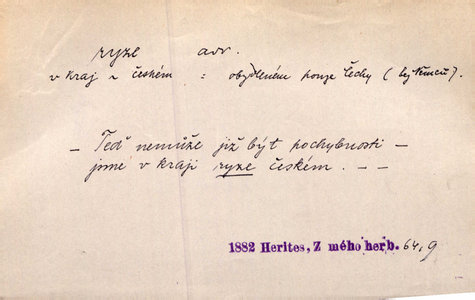 ryze adv.
v kraj r českém = obydleném pouze Čechy (bez Němců).
— Teď nemůže již být pochybnosti —
jsme v kraji ryze českém. — —
1882 Herites, Z mého herb. 64,9